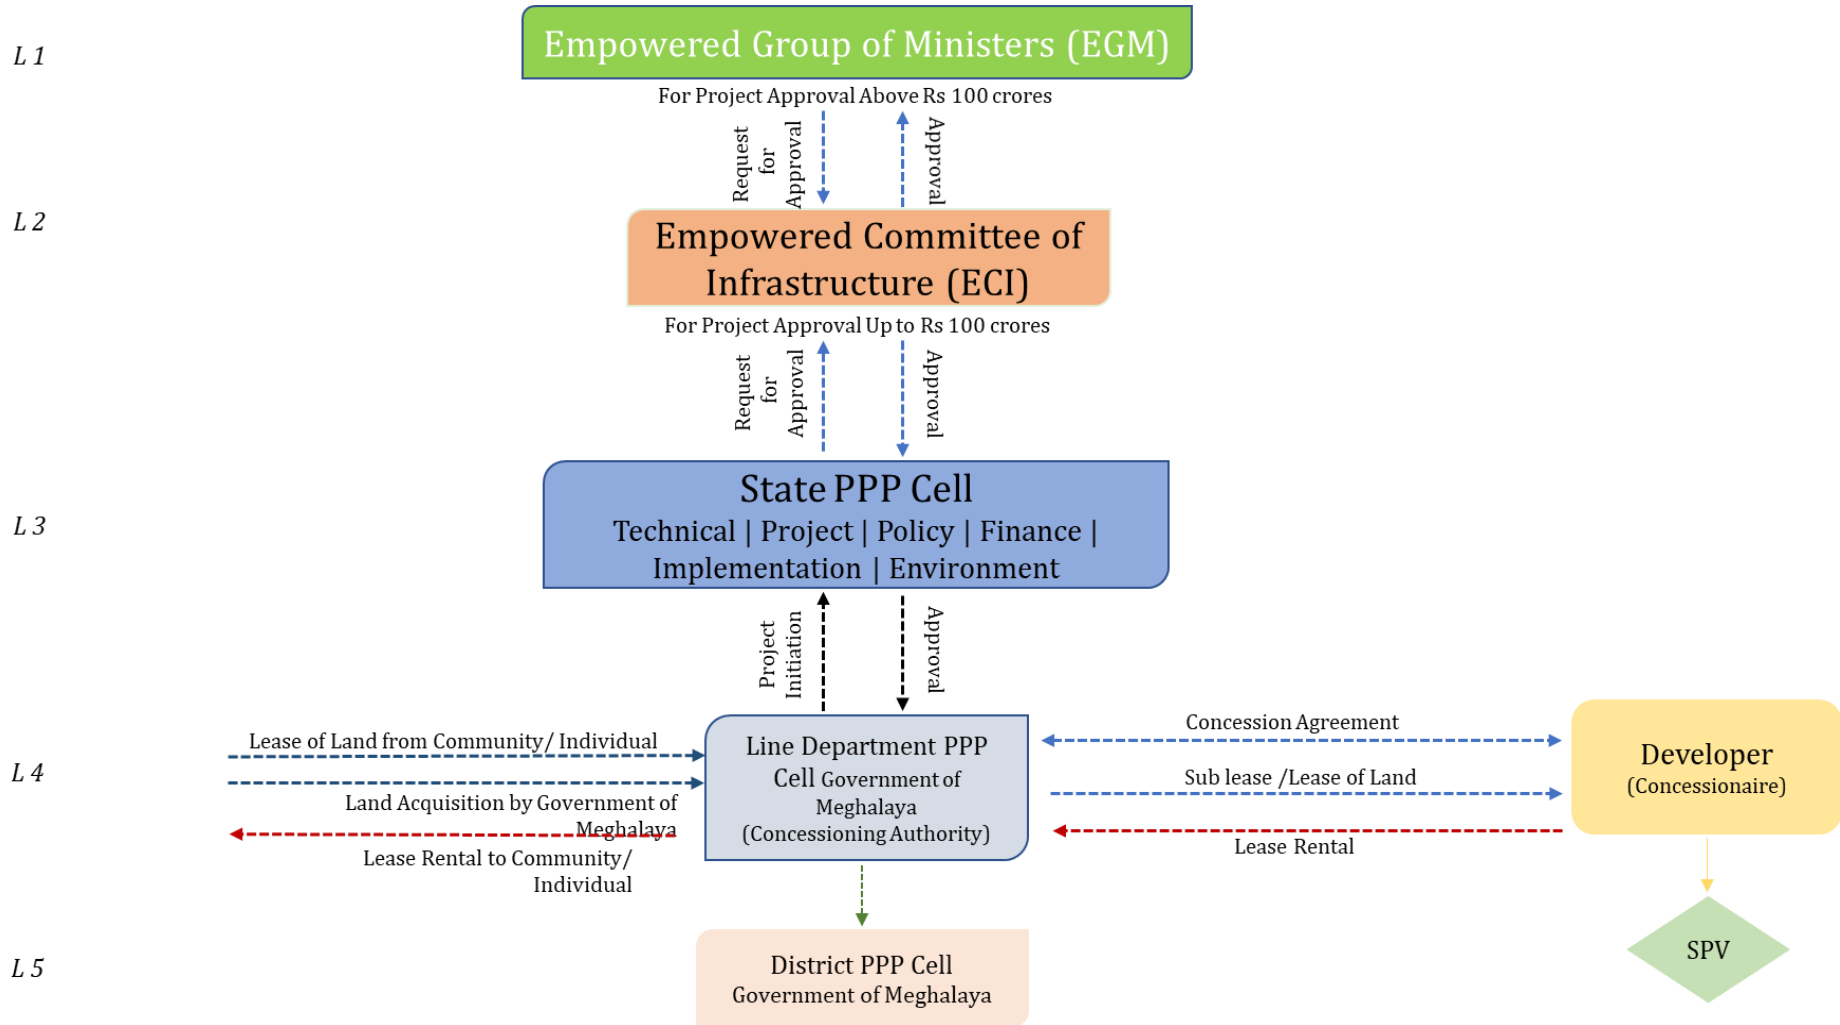 L 1
Empowered Group of Ministers (EGM)
For Project Approval Above Rs 100 crores
Request
for
Approval
Approval
L 2
Empowered Committee of
Infrastructure (ECI)
For Project Approval Up to Rs 100 crores
Request
for
Approval
Approval
L 3
State PPP Cell
Technical | Project | Policy | Finance |
Implementation | Environment
Project
Initiation
Approval
L 4
Lease of Land from Community/ Individual
Land Acquisition by Government of
Meghalaya
Lease Rental to Community/
Individual
Line Department PPP
Cell Government of
Meghalaya
(Concessioning Authority)
Concession Agreement
Sub lease /Lease of Land
Lease Rental
Developer
(Concessionaire)
SPV
L 5
District PPP Cell
Government of Meghalaya